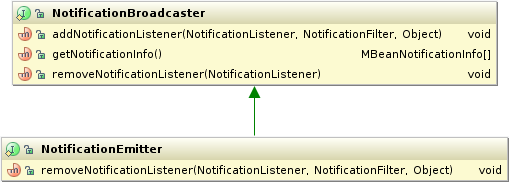 NotificationBroadcaster
addNotificationListener(NotificationListener, NotificationFilter, Object) void
getNotificationInfo() MBeanNotificationInfo[]
removeNotificationListener(NotificationListener) void
NotificationEmitter
removeNotificationListener(NotificationListener, NotificationFilter, Object) void